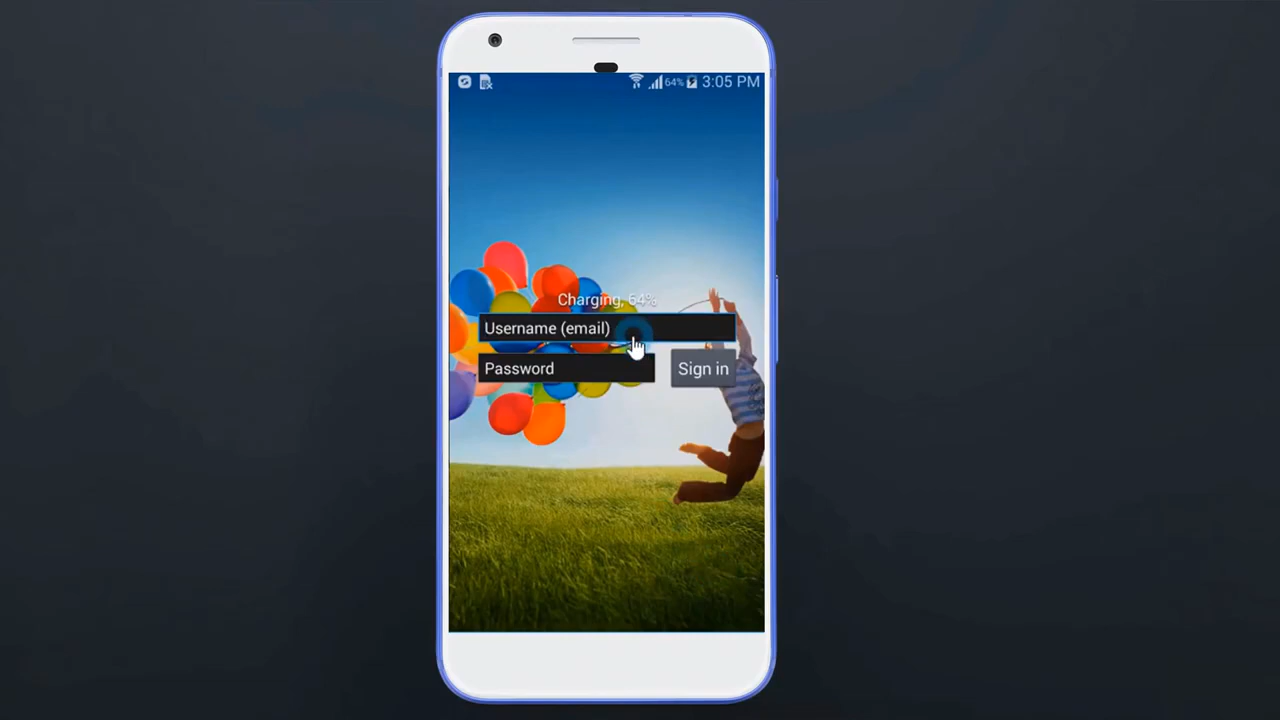 64% 3:05 PM
Charging, 64%
Username (email)
Password
Sign in